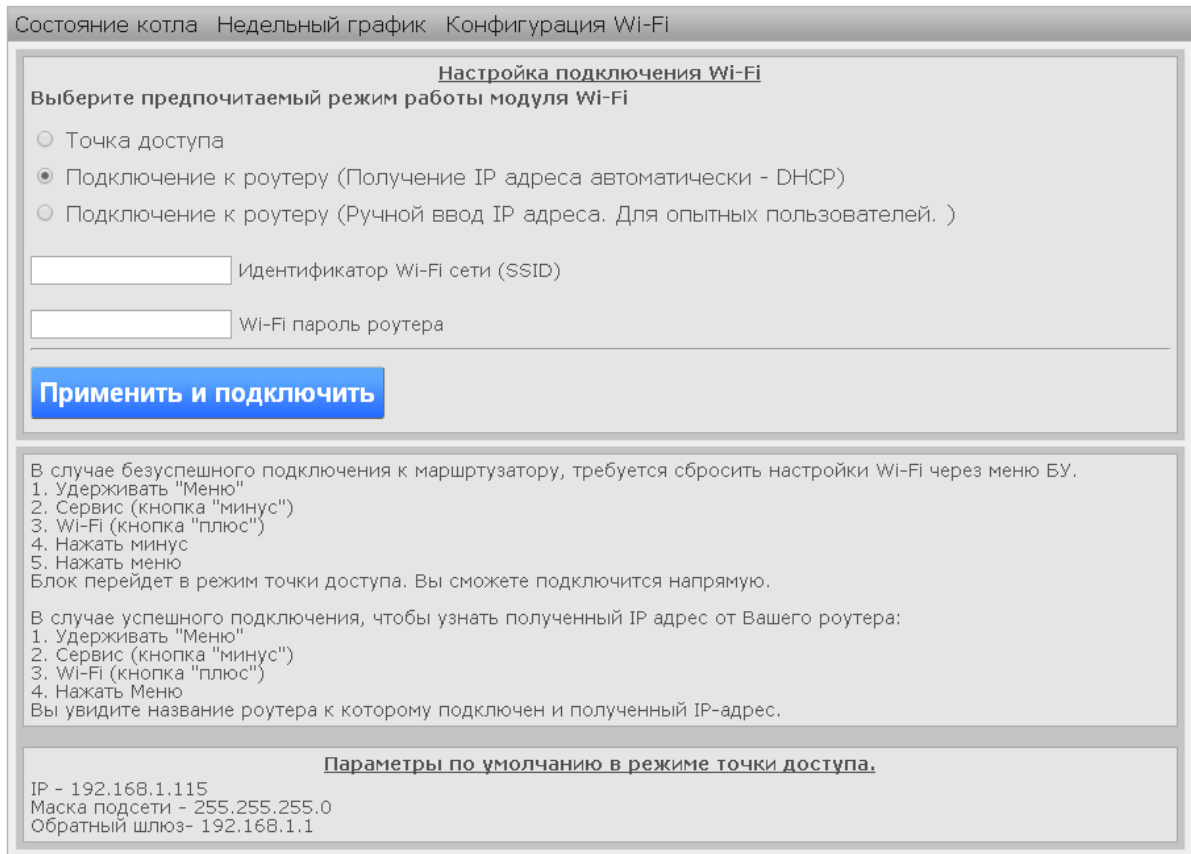 Состояние котла Недельный график Конфигурация Wi-Fi
Настройка подключения Wi-Fi
Выберите предпочитаемый режим работы модуля Wi-Fi
Точка доступа
Подключение к роутеру (Получение IP адреса автоматически - DHCP)
Подключение к роутеру (Ручной ввод IP адреса. Для опытных пользователей. )
Идентификатор Wi-Fi сети (SSID)
Wi-Fi пароль роутера
Применить и подключить
В случае безуспешного подключения к маршртузатору, требуется сбросить настройки Wi-Fi через меню БУ.
1. Удерживать "Меню"
2. Сервис (кнопка "минус")
3. Wi-Fi (кнопка "плюс")
4. Нажать минус
5. Нажать меню
Блок перейдет в режим точки доступа. Вы сможете подключится напрямую.
В случае успешного подключения, чтобы узнать полученный IP адрес от Вашего роутера:
1. Удерживать "Меню"
2. Сервис (кнопка "минус")
3. Wi-Fi (кнопка "плюс")
4. Нажать Меню
Вы увидите название роутера к которому подключен и полученный IP-адрес.
Параметры по умолчанию в режиме точки доступа.
IP - 192.168.1.115
Маска подсети - 255.255.255.0
Обратный шлюз- 192.168.1.1